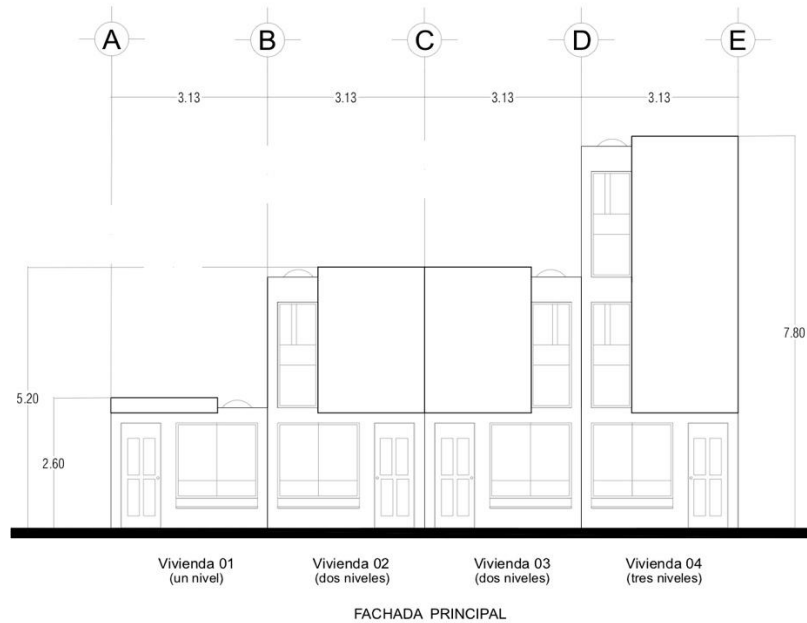 A B C D E
3.13 3.13 3.13 3.13
7.80
5.20
2.60
Vivienda 01 Vivienda 02 Vivienda 03 Vivienda 04
(un nivel) (dos niveles) (dos niveles) (tres niveles)
FACHADA PRINCIPAL